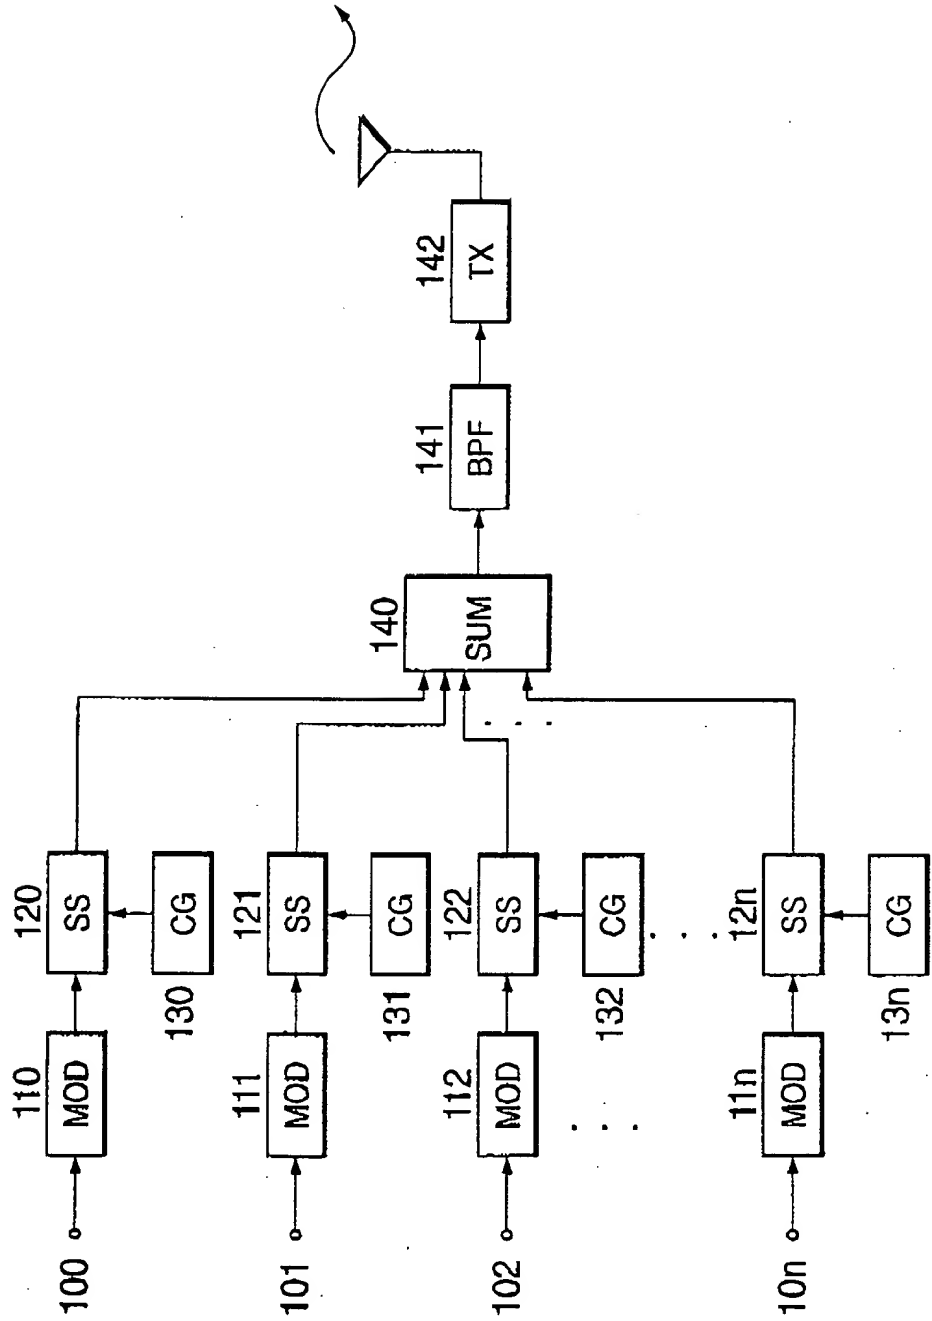 100
110
MOD
120
SS
130
CG
101
111
MOD
121
SS
131
CG
102
112
MOD
122
SS
132
CG
. . .
. . .
. . .
10n
11n
MOD
12n
SS
13n
CG
140
SUM
141
BPF
142
TX